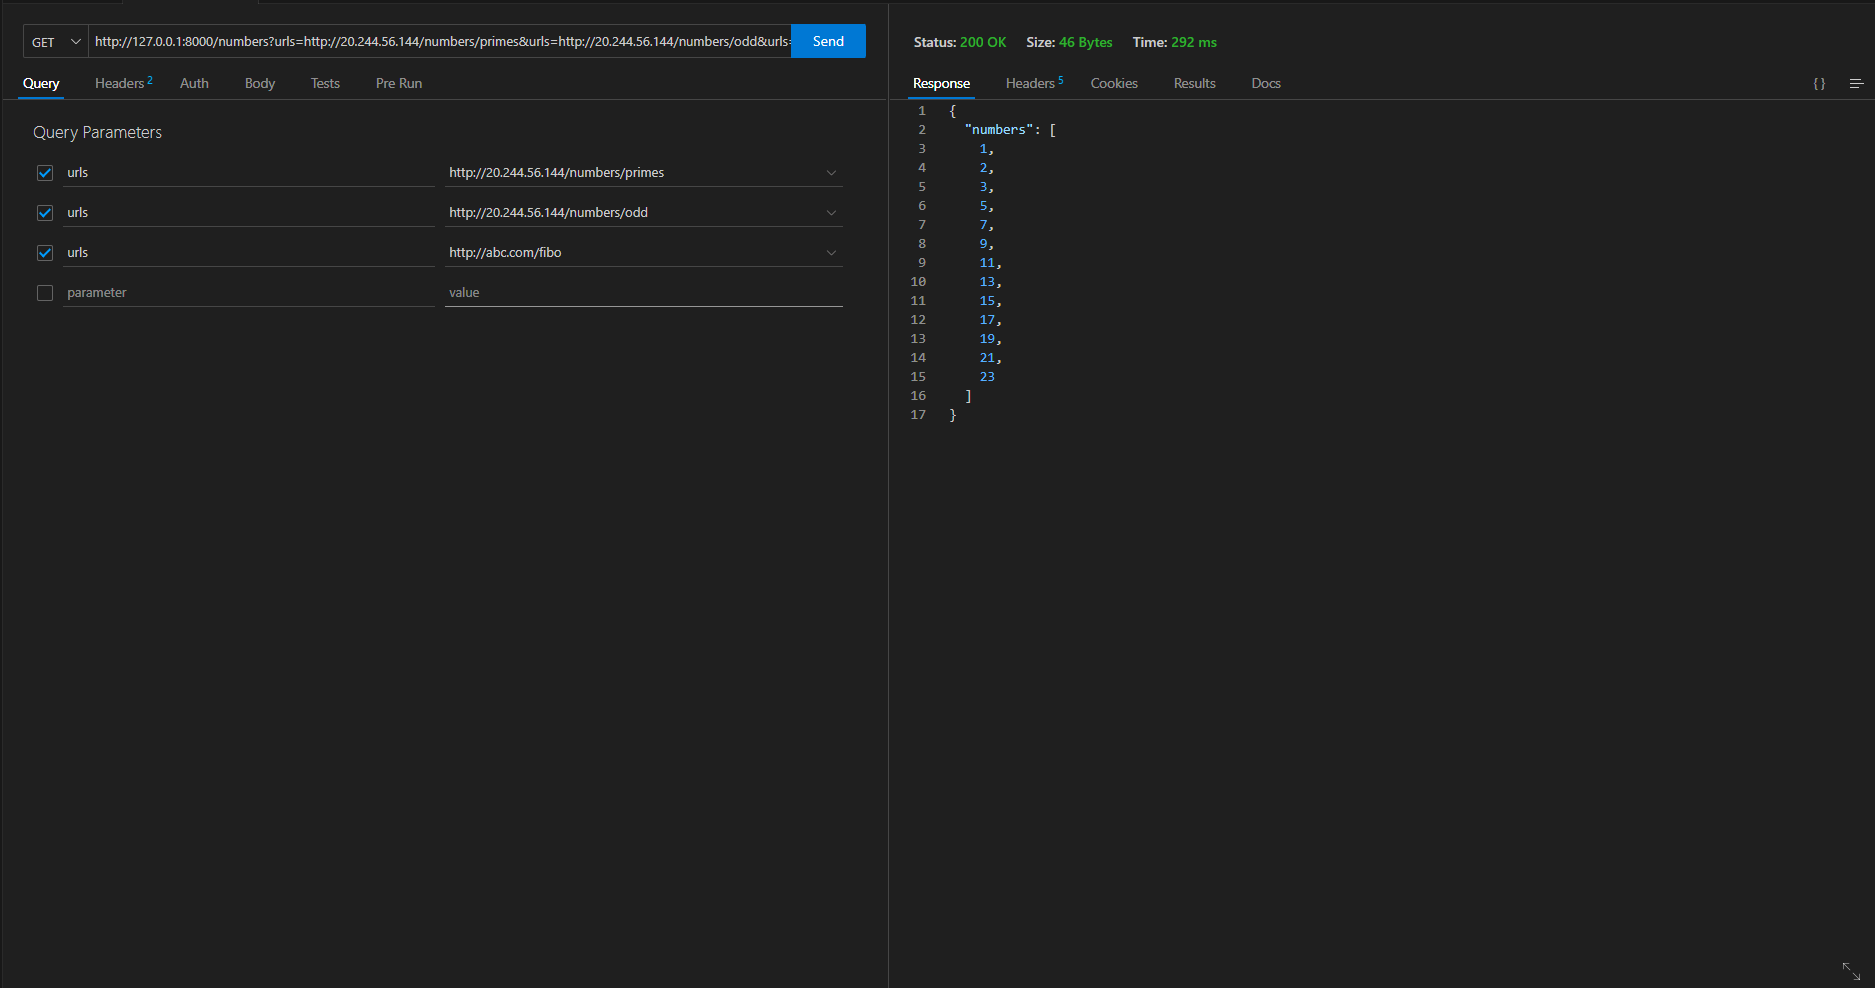 GET http://127.0.0.1:8000/numbers?urls=http://20.244.56.144/numbers/primes&urls=http://20.244.56.144/numbers/odd&urls= Send
Query Headers 2 Auth Body Tests Pre Run
Query Parameters
urls http://20.244.56.144/numbers/primes
urls http://20.244.56.144/numbers/odd
urls http://abc.com/fibo
parameter value
Status: 200 OK Size: 46 Bytes Time: 292 ms
Response Headers 5 Cookies Results Docs {}
1 {
2 "numbers": [
3 1,
4 2,
5 3,
6 5,
7 7,
8 9,
9 11,
10 13,
11 15,
12 17,
13 19,
14 21,
15 23
16 ]
17 }